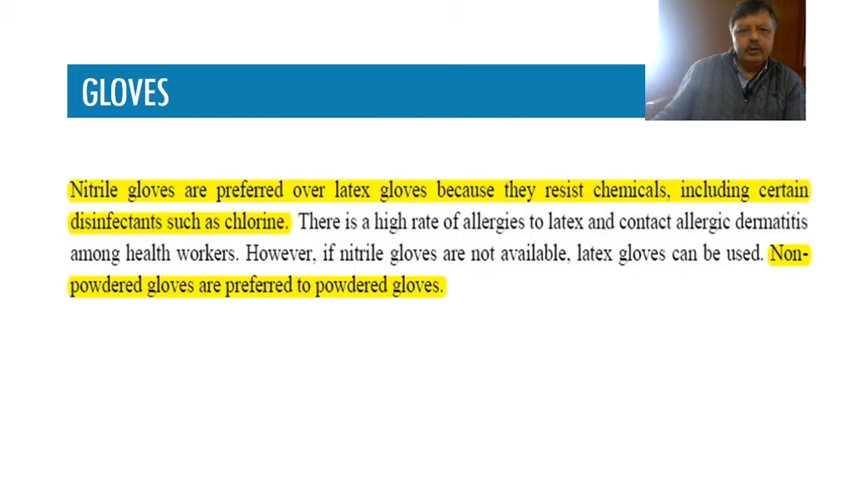 GLOVES
Nitrile gloves are preferred over latex gloves because they resist chemicals, including certain
disinfectants such as chlorine. There is a high rate of allergies to latex and contact allergic dermatitis
among health workers. However, if nitrile gloves are not available, latex gloves can be used. Non-
powdered gloves are preferred to powdered gloves.